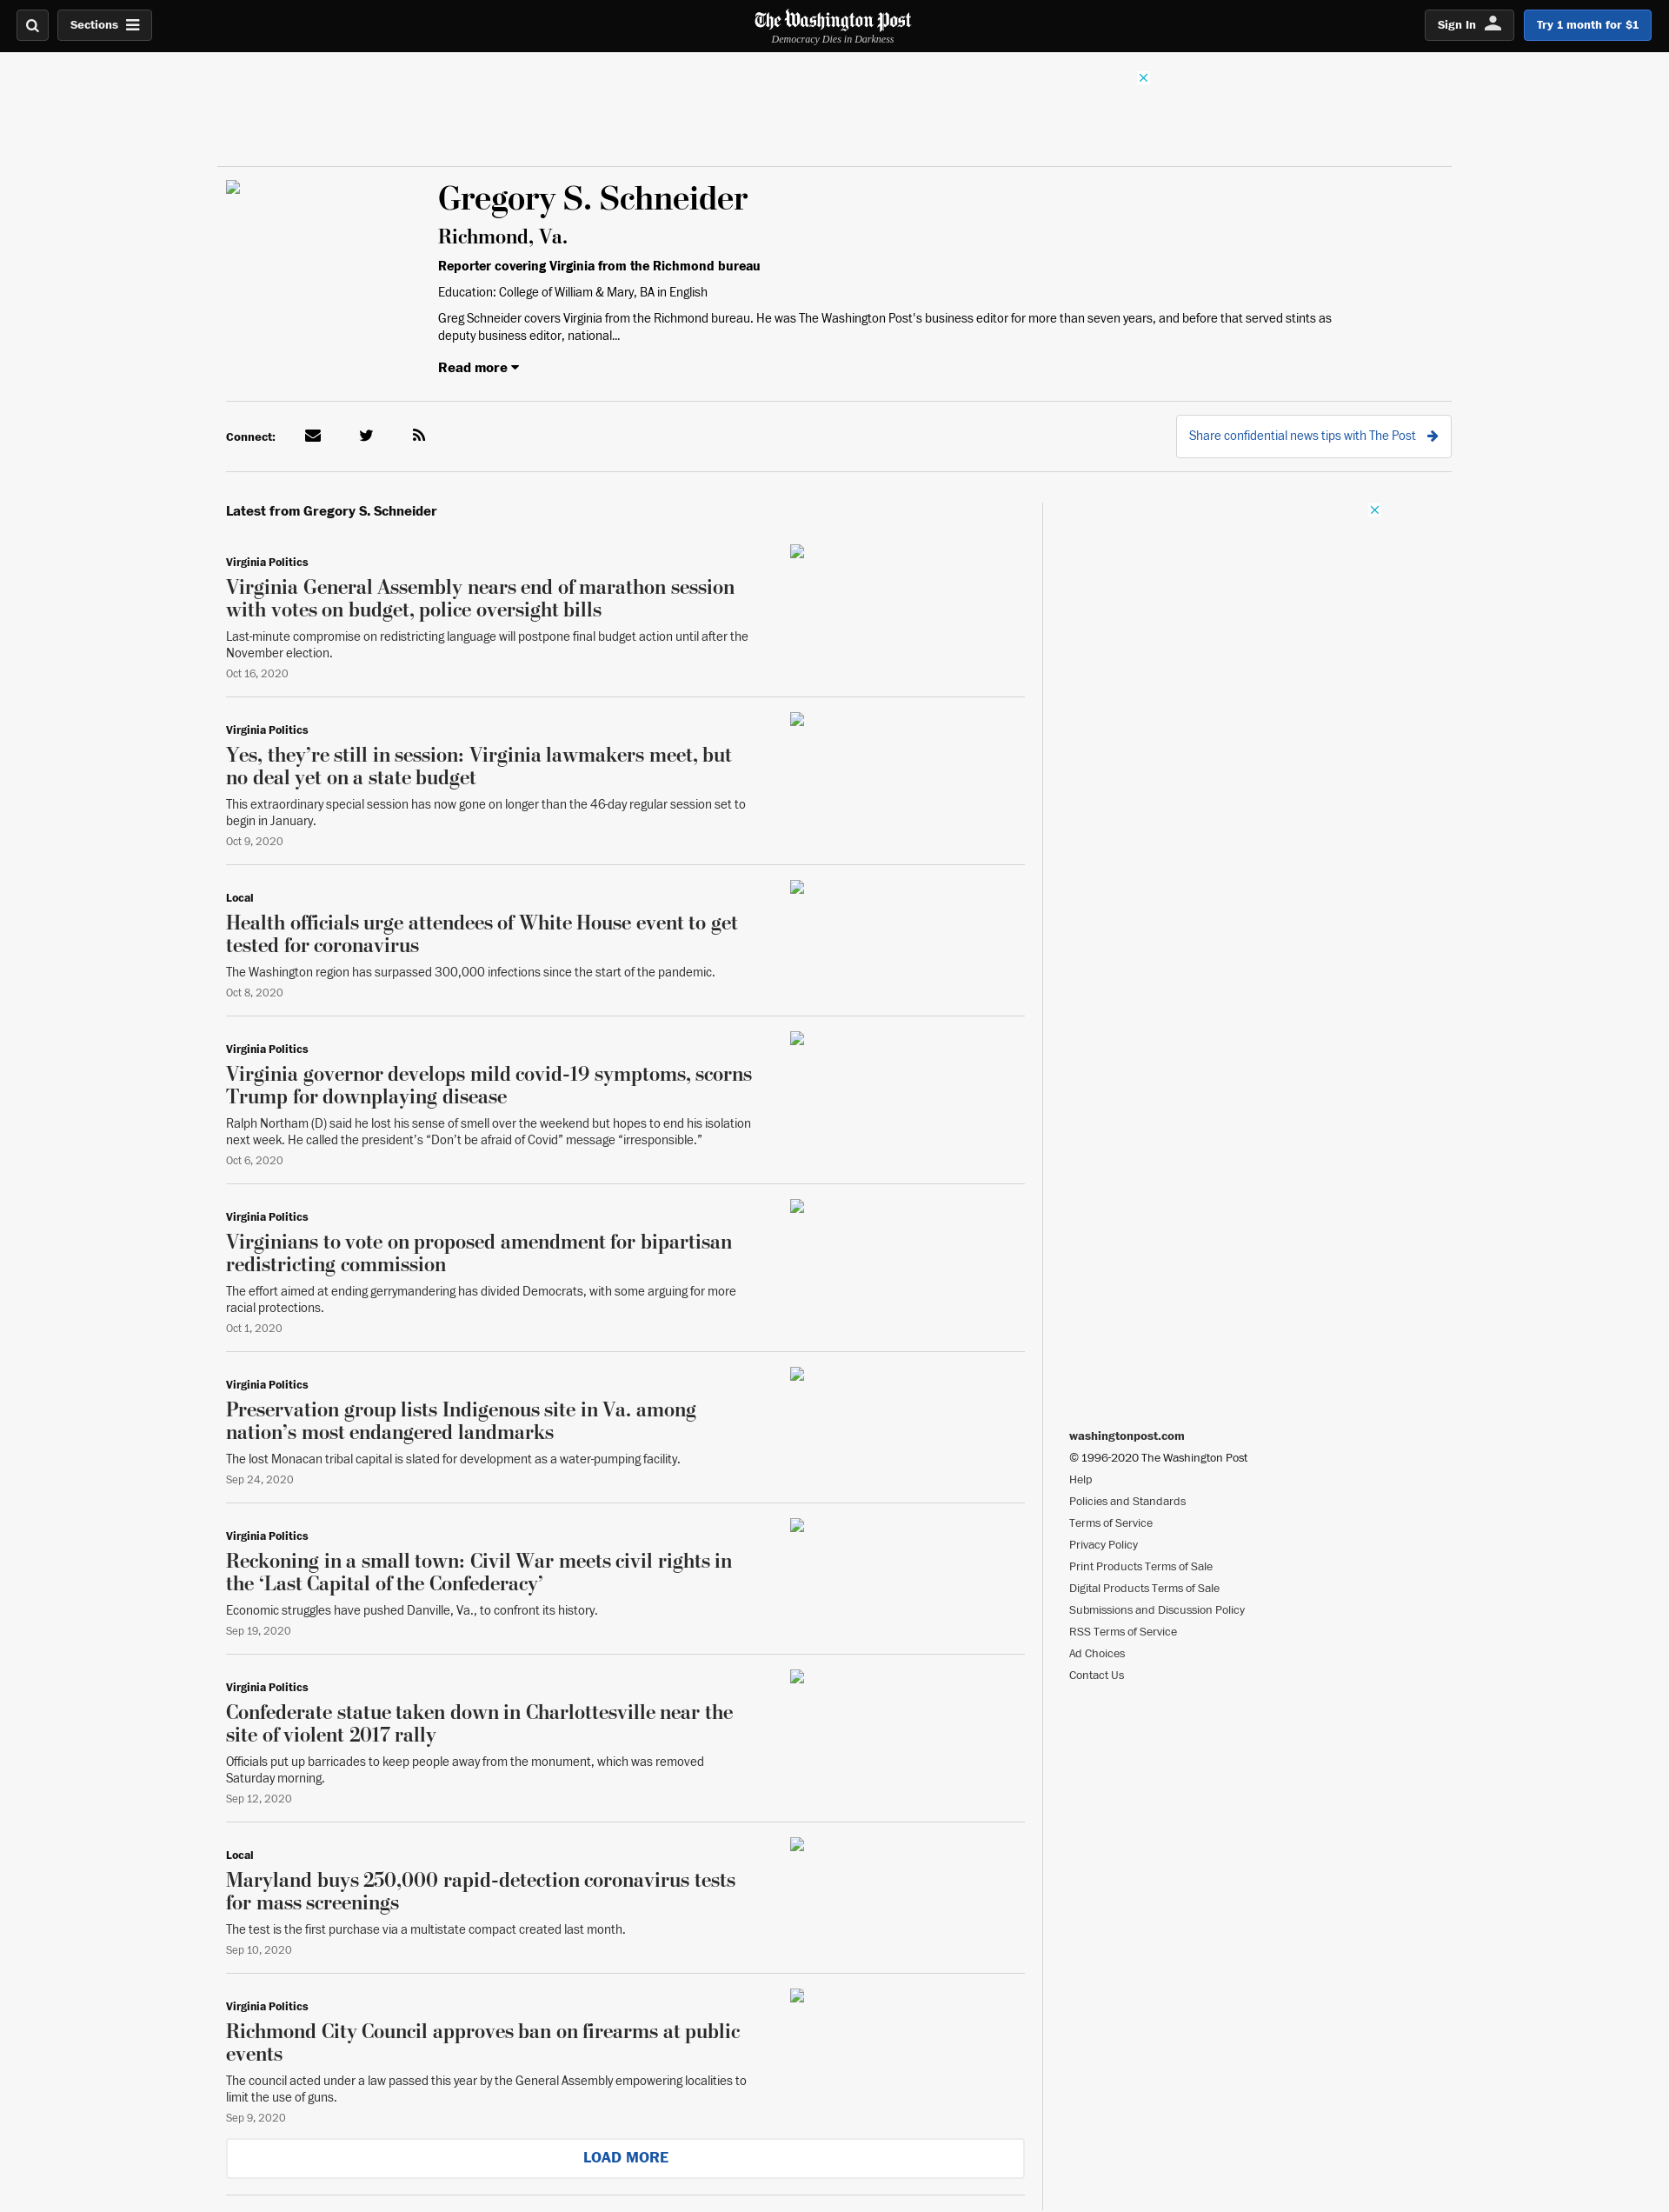 Sections
The Washington Post
Democracy Dies in Darkness
Sign In
Try 1 month for $1
Gregory S. Schneider
Richmond, Va.
Reporter covering Virginia from the Richmond bureau
Education: College of William & Mary, BA in English
Greg Schneider covers Virginia from the Richmond bureau. He was The Washington Post's business editor for more than seven years, and before that served stints as
deputy business editor, national...
Read more
Connect:
Share confidential news tips with The Post
Latest from Gregory S. Schneider
Virginia Politics
Virginia General Assembly nears end of marathon session
with votes on budget, police oversight bills
Last-minute compromise on redistricting language will postpone final budget action until after the
November election.
Oct 16, 2020
Virginia Politics
Yes, they’re still in session: Virginia lawmakers meet, but
no deal yet on a state budget
This extraordinary special session has now gone on longer than the 46-day regular session set to
begin in January.
Oct 9, 2020
Local
Health officials urge attendees of White House event to get
tested for coronavirus
The Washington region has surpassed 300,000 infections since the start of the pandemic.
Oct 8, 2020
Virginia Politics
Virginia governor develops mild covid-19 symptoms, scorns
Trump for downplaying disease
Ralph Northam (D) said he lost his sense of smell over the weekend but hopes to end his isolation
next week. He called the president’s “Don’t be afraid of Covid” message “irresponsible.”
Oct 6, 2020
Virginia Politics
Virginians to vote on proposed amendment for bipartisan
redistricting commission
The effort aimed at ending gerrymandering has divided Democrats, with some arguing for more
racial protections.
Oct 1, 2020
Virginia Politics
Preservation group lists Indigenous site in Va. among
nation’s most endangered landmarks
The lost Monacan tribal capital is slated for development as a water-pumping facility.
Sep 24, 2020
Virginia Politics
Reckoning in a small town: Civil War meets civil rights in
the ‘Last Capital of the Confederacy’
Economic struggles have pushed Danville, Va., to confront its history.
Sep 19, 2020
Virginia Politics
Confederate statue taken down in Charlottesville near the
site of violent 2017 rally
Officials put up barricades to keep people away from the monument, which was removed
Saturday morning.
Sep 12, 2020
Local
Maryland buys 250,000 rapid-detection coronavirus tests
for mass screenings
The test is the first purchase via a multistate compact created last month.
Sep 10, 2020
Virginia Politics
Richmond City Council approves ban on firearms at public
events
The council acted under a law passed this year by the General Assembly empowering localities to
limit the use of guns.
Sep 9, 2020
LOAD MORE
washingtonpost.com
© 1996-2020 The Washington Post
Help
Policies and Standards
Terms of Service
Privacy Policy
Print Products Terms of Sale
Digital Products Terms of Sale
Submissions and Discussion Policy
RSS Terms of Service
Ad Choices
Contact Us